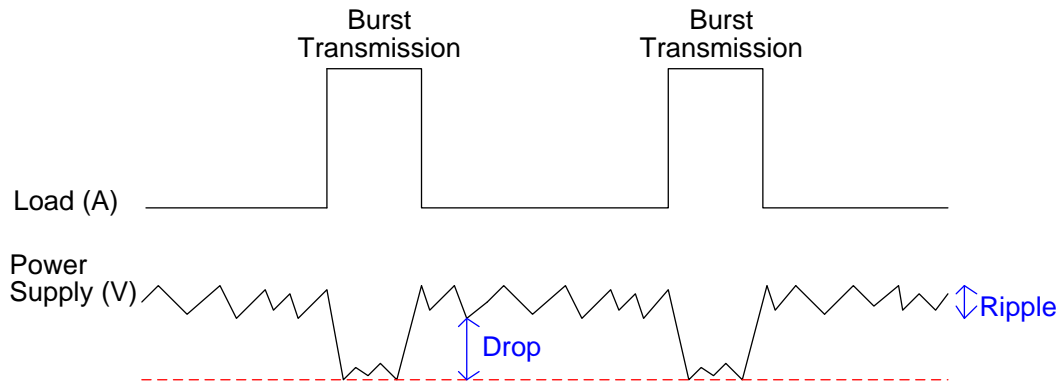 Burst
Transmission
Burst
Transmission
Load (A)
Power
Supply (V)
Ripple
Drop